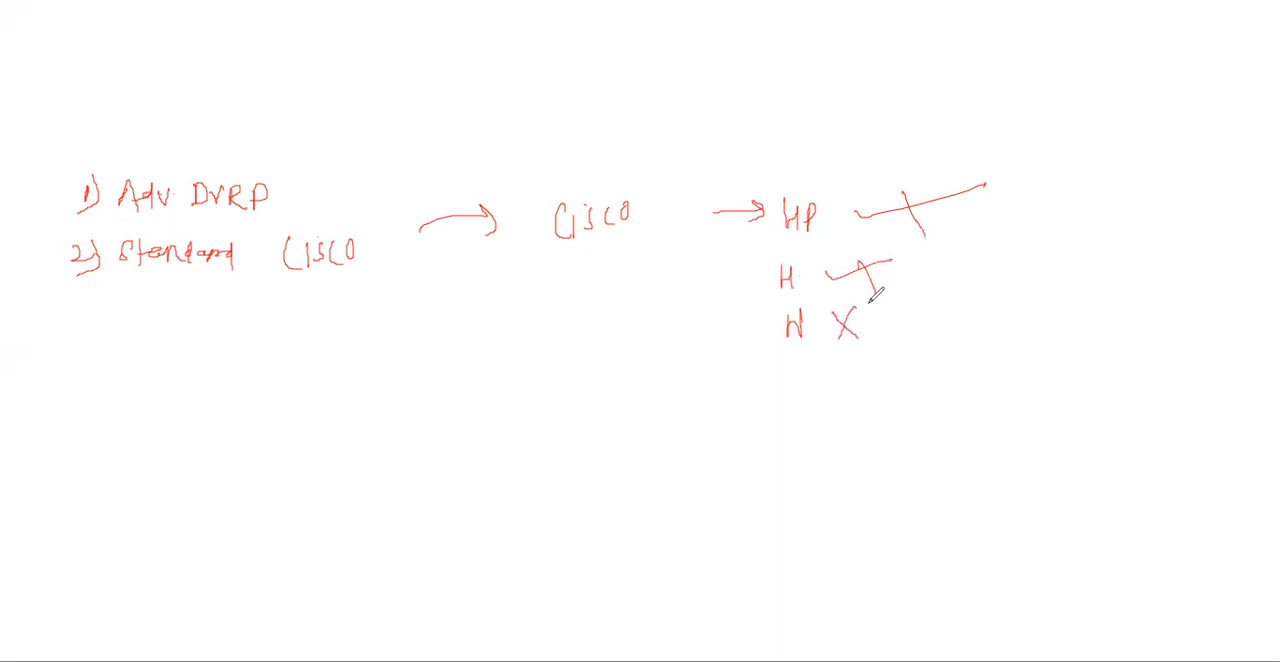 1) Adv. DVRP
2) Standard Cisco → Cisco → HP
H
N X